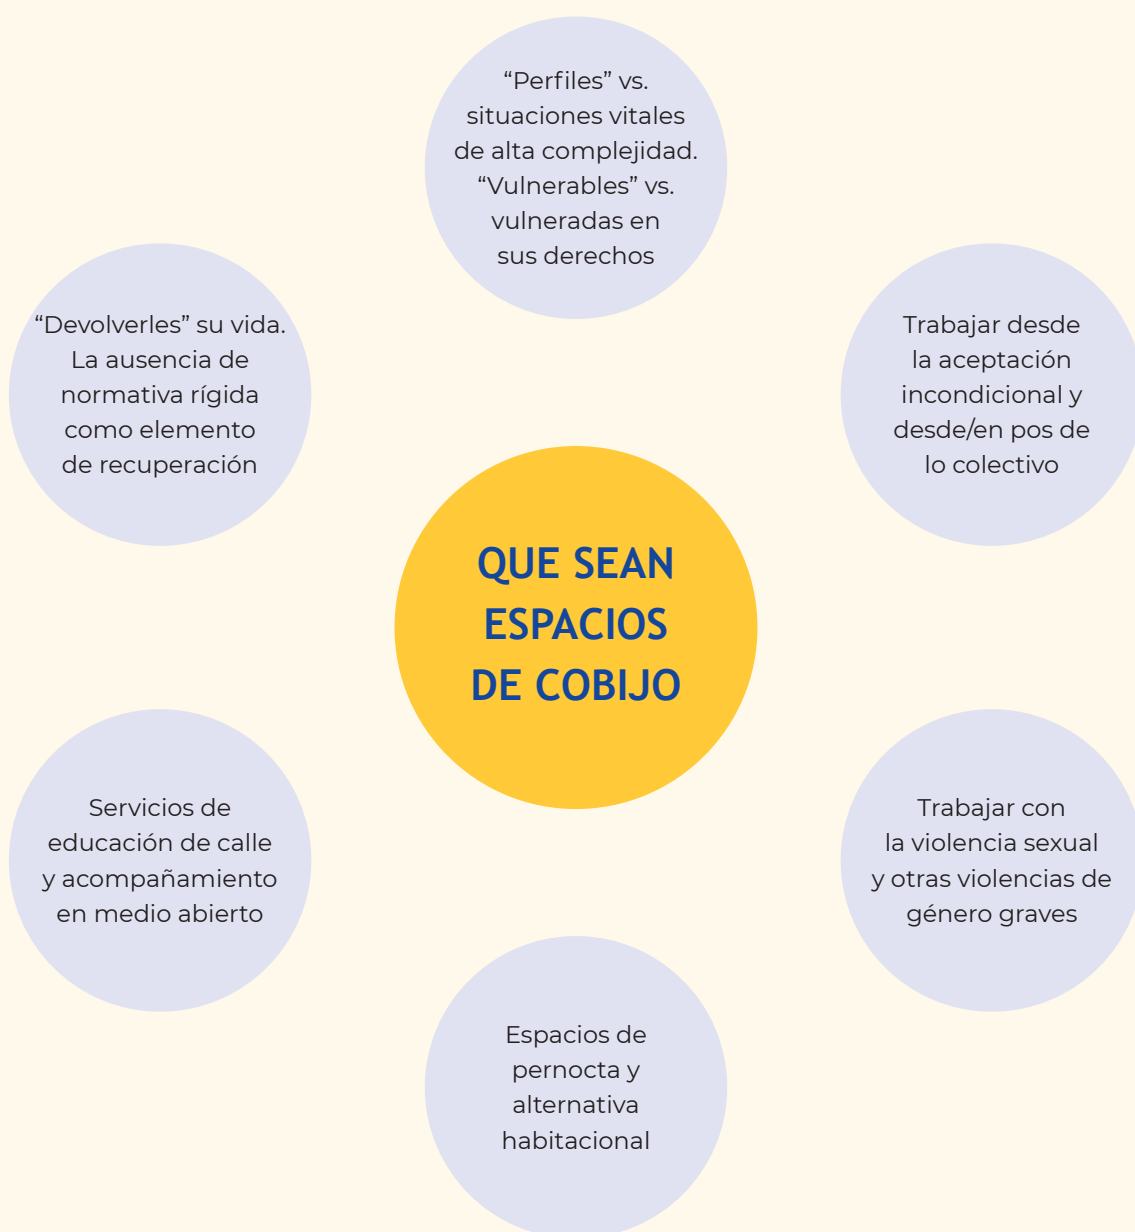 “Perfiles” vs.
situaciones vitales
de alta complejidad.
“Vulnerables” vs.
vulneradas en
sus derechos
“Devolverles” su vida.
La ausencia de
normativa rígida
como elemento
de recuperación
Trabajar desde
la aceptación
incondicional y
desde/en pos de
lo colectivo
QUE SEAN
ESPACIOS
DE COBIJO
Servicios de
educación de calle
y acompañamiento
en medio abierto
Trabajar con
la violencia sexual
y otras violencias de
género graves
Espacios de
pernocta y
alternativa
habitacional